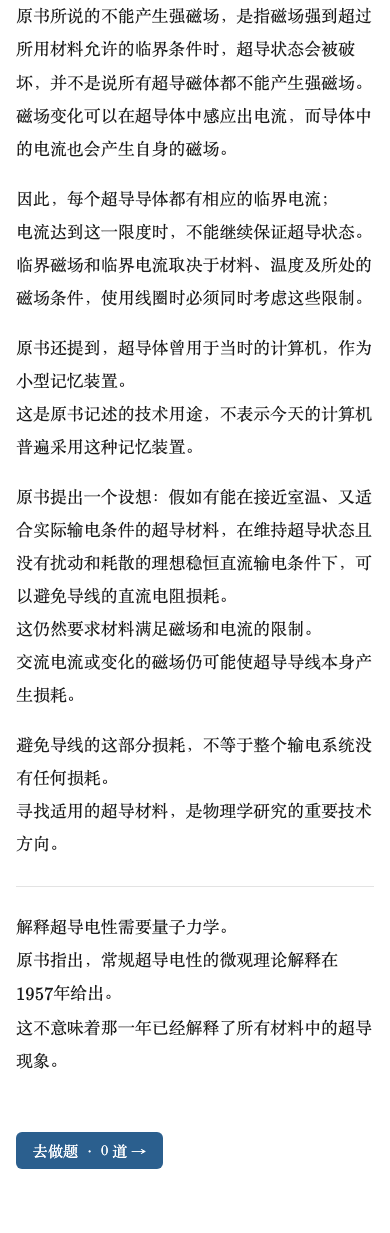 原书所说的不能产生强磁场，是指磁场强到超过
所用材料允许的临界条件时，超导状态会被破
坏，并不是说所有超导磁体都不能产生强磁场。
磁场变化可以在超导体中感应出电流，而导体中
的电流也会产生自身的磁场。
因此，每个超导导体都有相应的临界电流；
电流达到这一限度时，不能继续保证超导状态。
临界磁场和临界电流取决于材料、温度及所处的
磁场条件，使用线圈时必须同时考虑这些限制。
原书还提到，超导体曾用于当时的计算机，作为
小型记忆装置。
这是原书记述的技术用途，不表示今天的计算机
普遍采用这种记忆装置。
原书提出一个设想：假如有能在接近室温、又适
合实际输电条件的超导材料，在维持超导状态且
没有扰动和耗散的理想稳恒直流输电条件下，可
以避免导线的直流电阻损耗。
这仍然要求材料满足磁场和电流的限制。
交流电流或变化的磁场仍可能使超导导线本身产
生损耗。
避免导线的这部分损耗，不等于整个输电系统没
有任何损耗。
寻找适用的超导材料，是物理学研究的重要技术
方向。
解释超导电性需要量子力学。
原书指出，常规超导电性的微观理论解释在
1957年给出。
这不意味着那一年已经解释了所有材料中的超导
现象。
去做题 · 0 道 →